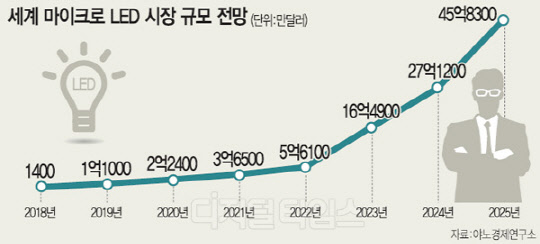 세계 마이크로 LED 시장 규모 전망 (단위:만달러)
LED
1400
1억1000
2억2400
3억6500
5억6100
16억4900
27억1200
45억8300
2018년
2019년
2020년
2021년
2022년
2023년
2024년
2025년
디지털타임스
자료:야노경제연구소